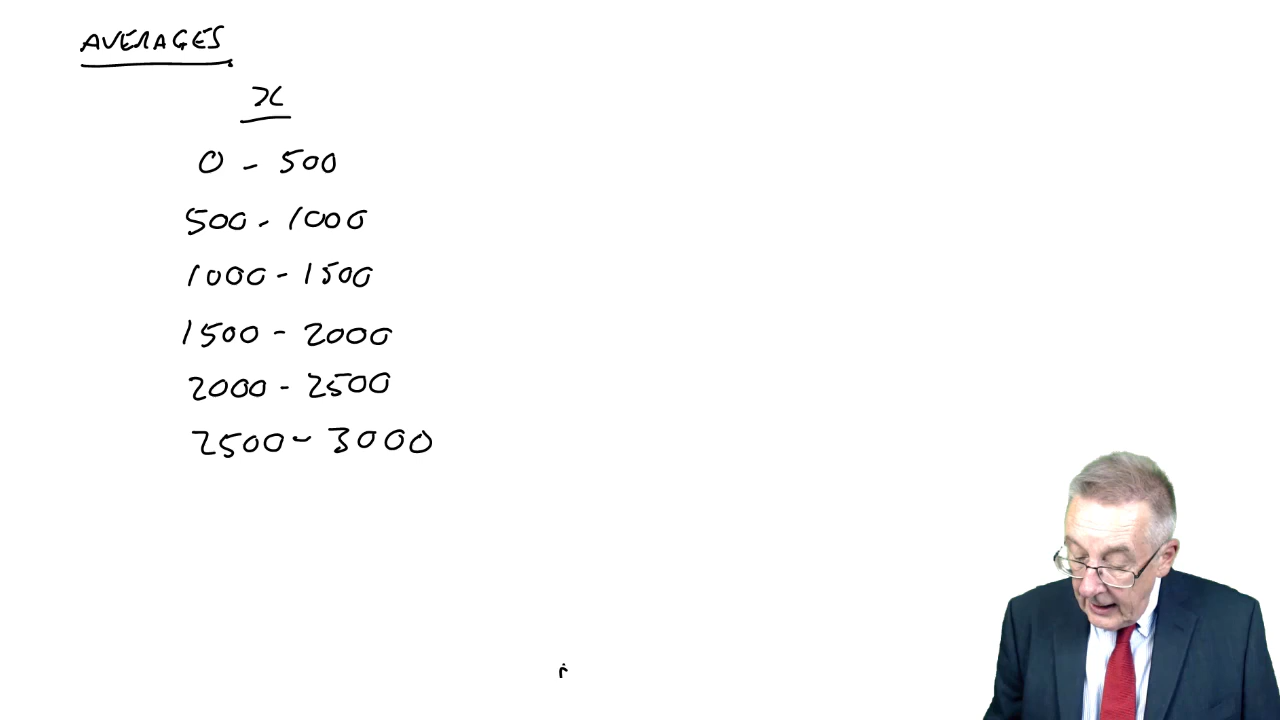 AVERAGES
x
0 - 500
500 - 1000
1000 - 1500
1500 - 2000
2000 - 2500
2500 - 3000